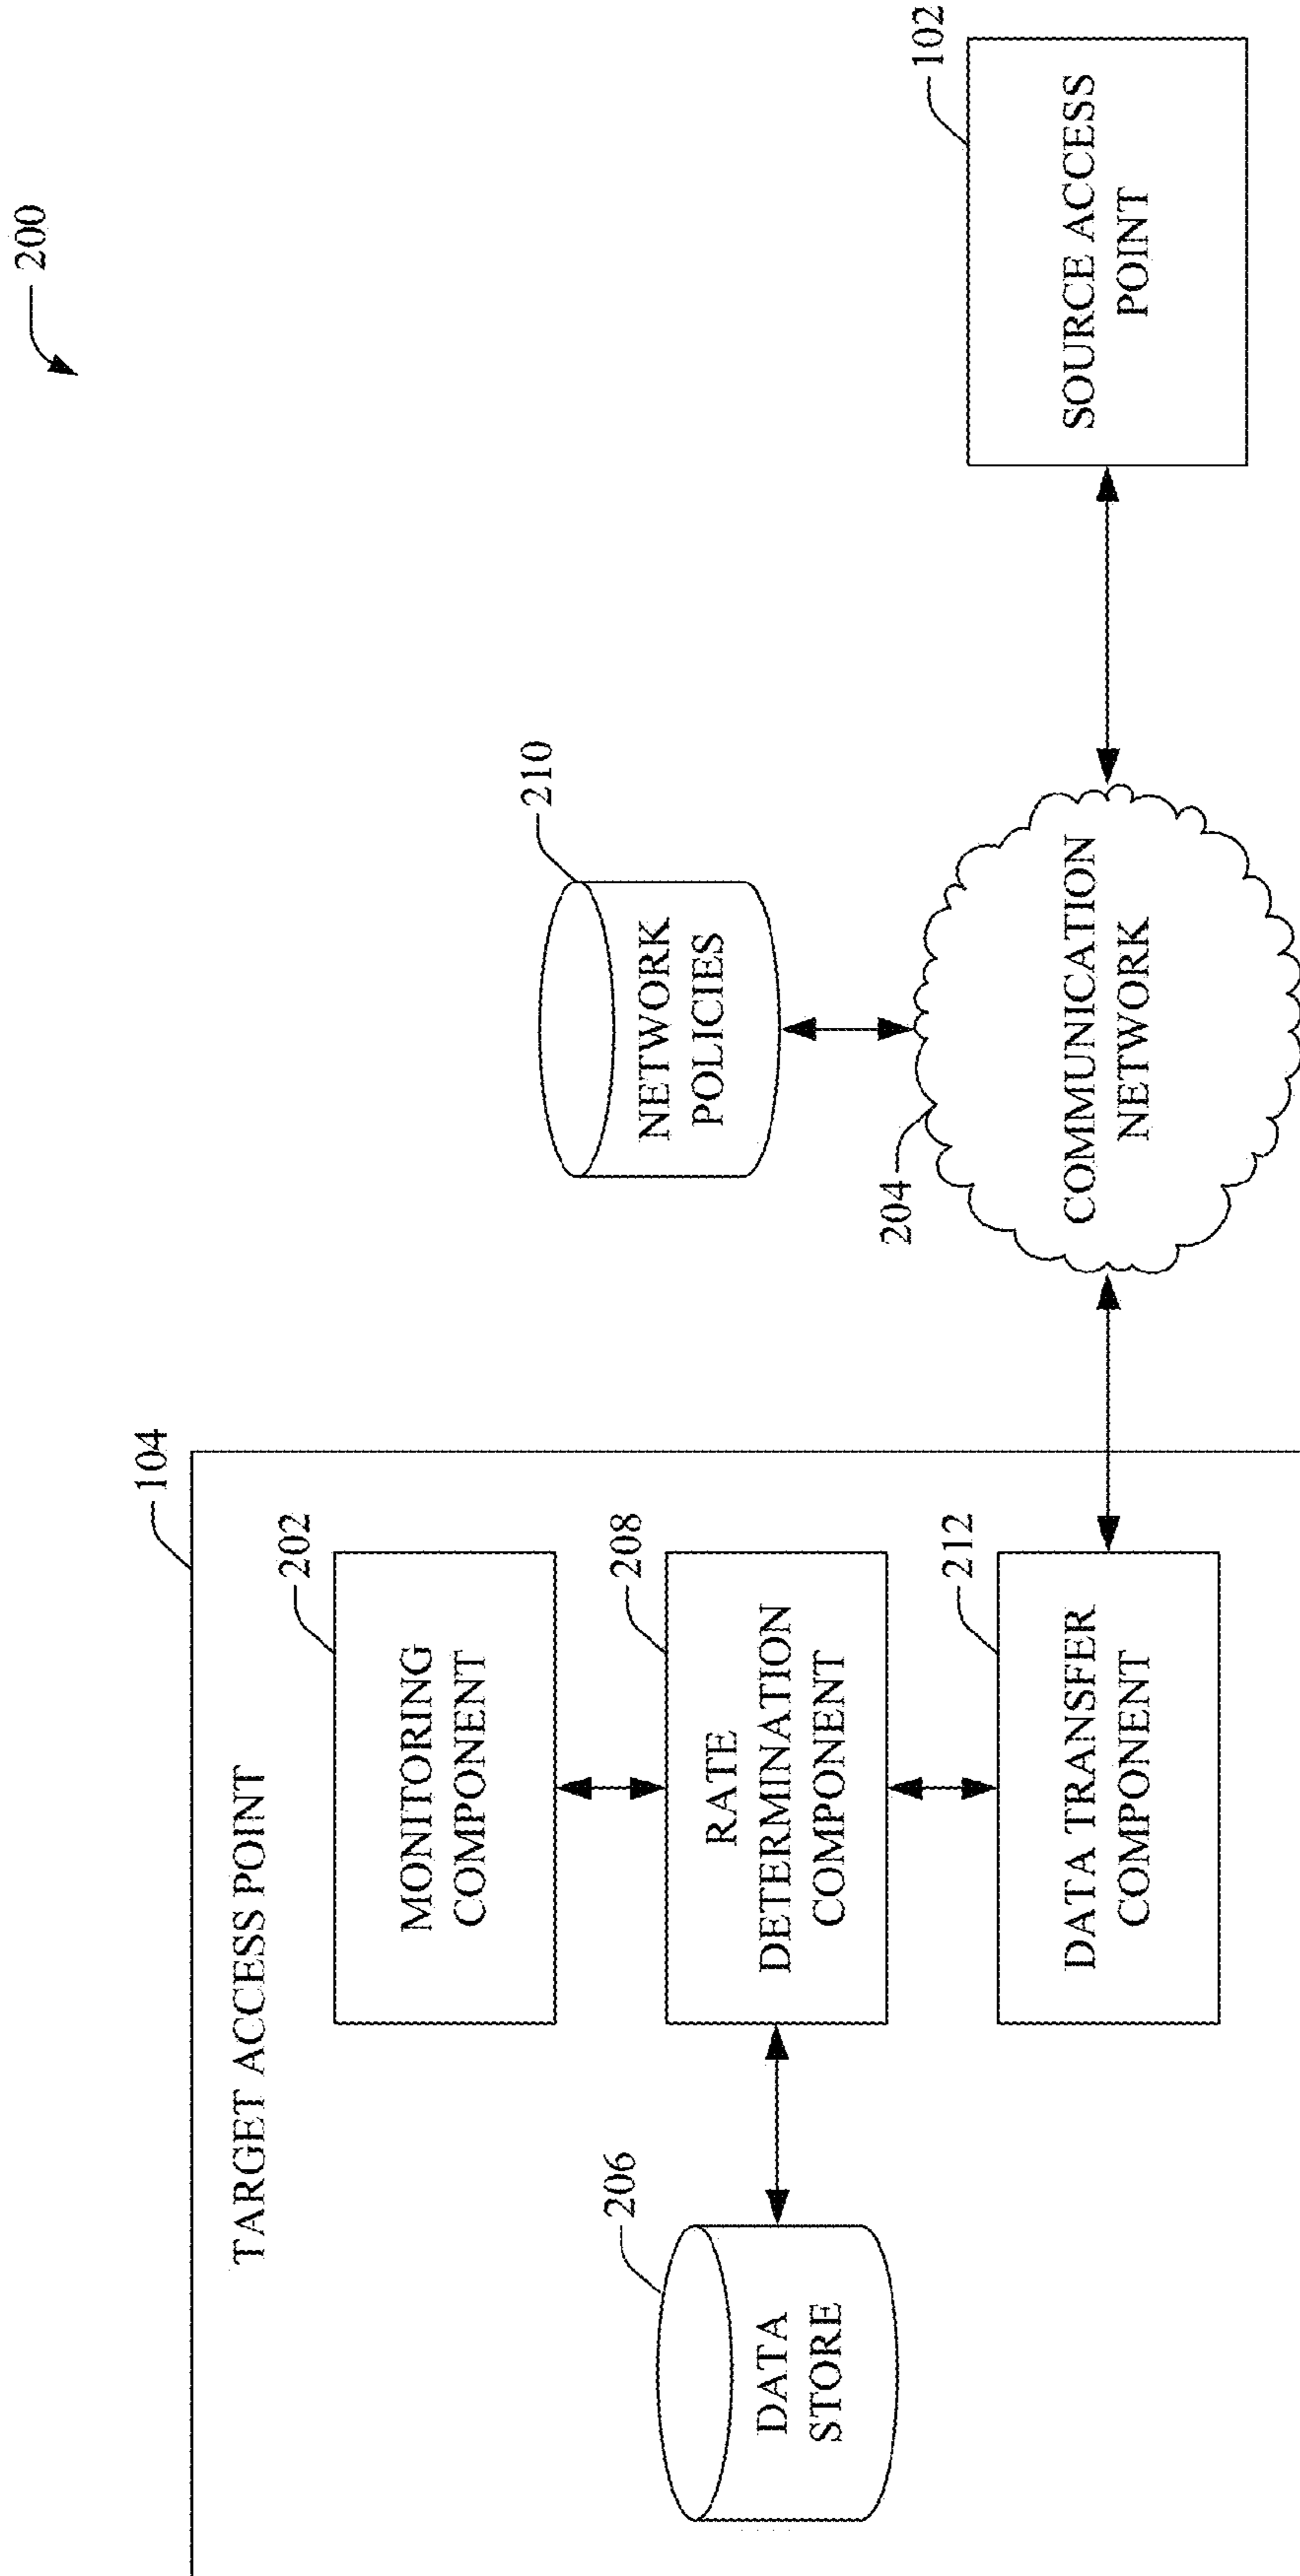 200
104
TARGET ACCESS POINT
202
MONITORING
COMPONENT
206
DATA
STORE
208
RATE
DETERMINATION
COMPONENT
212
DATA TRANSFER
COMPONENT
210
NETWORK
POLICIES
204
COMMUNICATION
NETWORK
102
SOURCE ACCESS
POINT